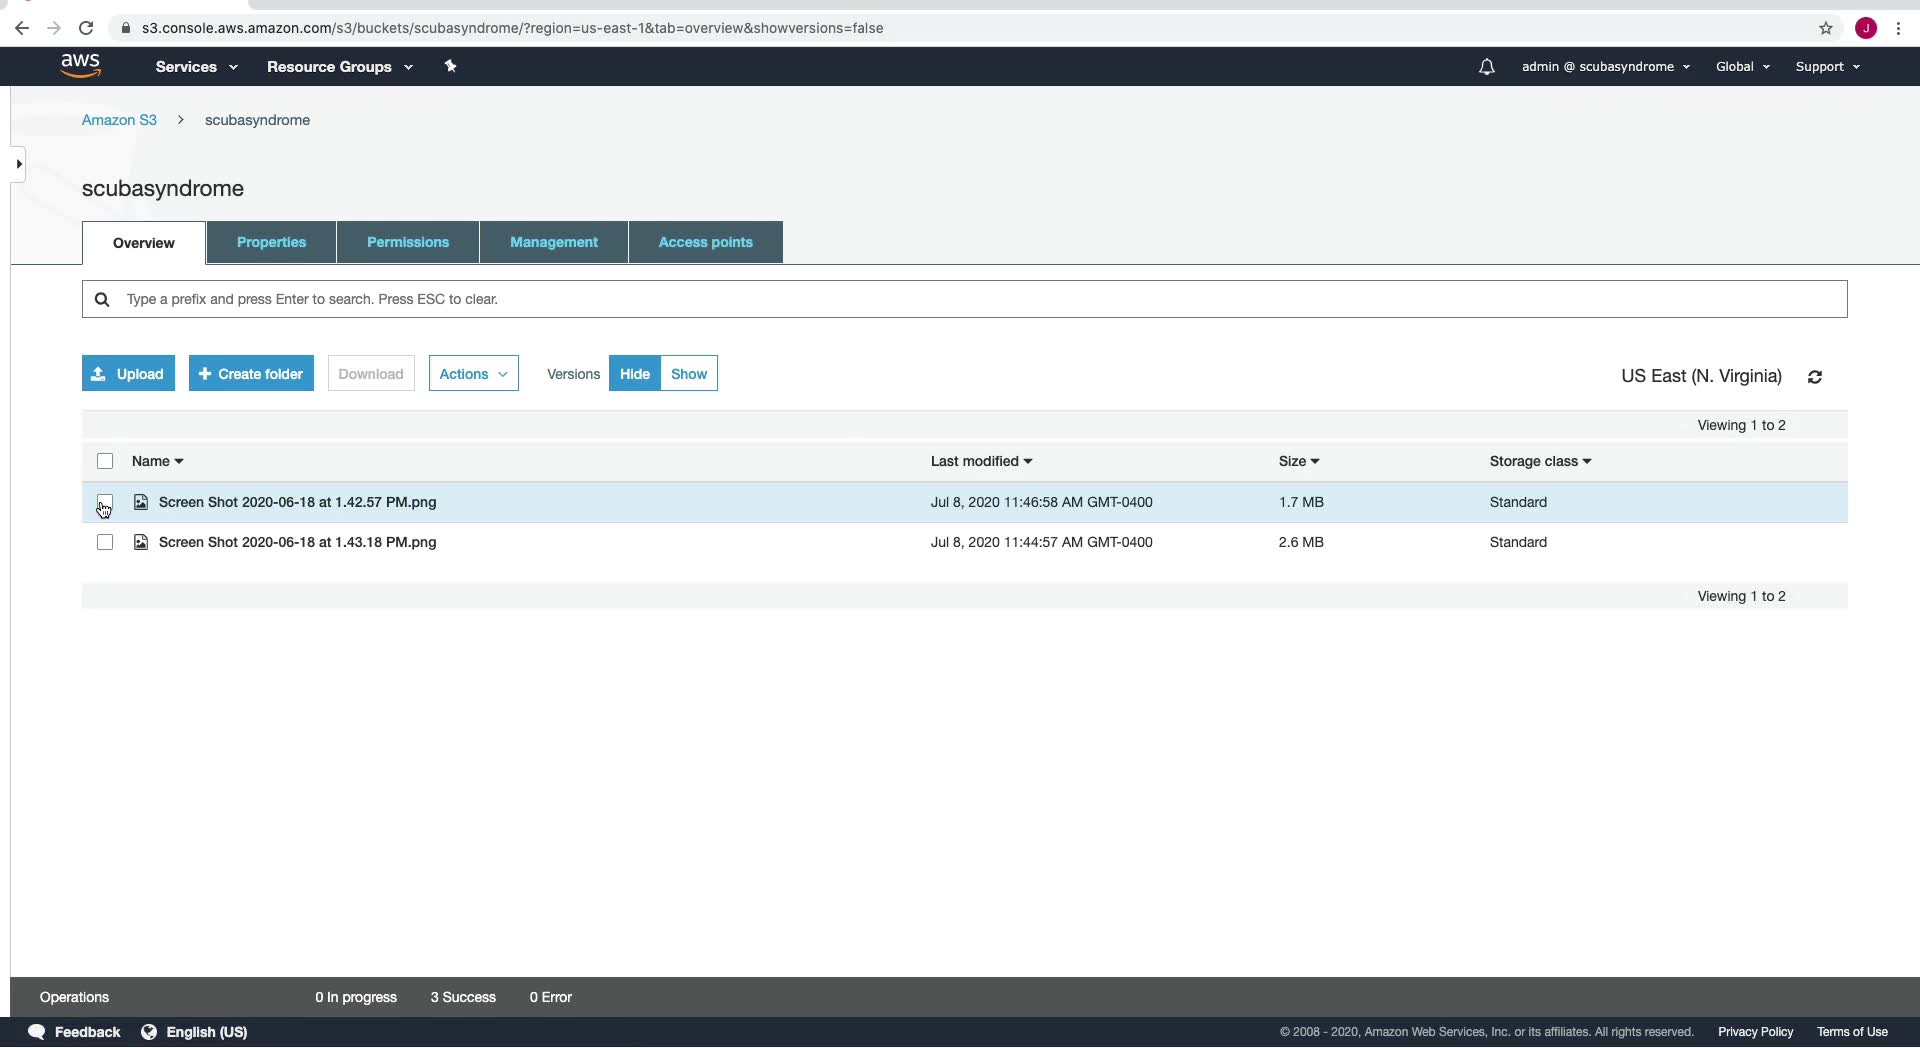 s3.console.aws.amazon.com/s3/buckets/scubasyndrome/?region=us-east-1&tab=overview&showversions=false
J
aws Services Resource Groups admin @ scubasyndrome Global Support
Amazon S3 > scubasyndrome
scubasyndrome
Overview Properties Permissions Management Access points
Type a prefix and press Enter to search. Press ESC to clear.
Upload + Create folder Download Actions Versions Hide Show US East (N. Virginia)
Viewing 1 to 2
Name Last modified Size Storage class
Screen Shot 2020-06-18 at 1.42.57 PM.png Jul 8, 2020 11:46:58 AM GMT-0400 1.7 MB Standard
Screen Shot 2020-06-18 at 1.43.18 PM.png Jul 8, 2020 11:44:57 AM GMT-0400 2.6 MB Standard
Viewing 1 to 2
Operations 0 In progress 3 Success 0 Error
Feedback English (US) © 2008 - 2020, Amazon Web Services, Inc. or its affiliates. All rights reserved. Privacy Policy Terms of Use